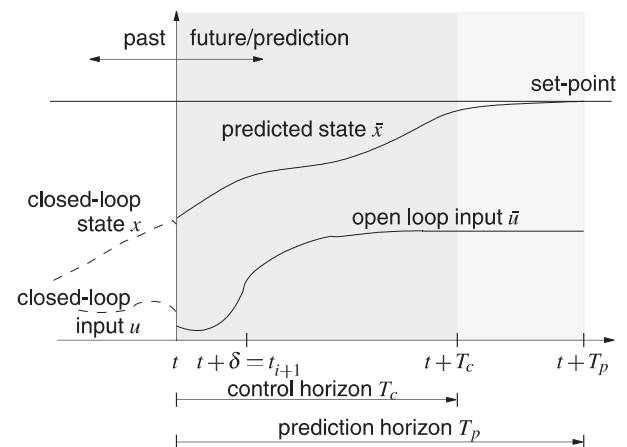 past future/prediction
set-point
predicted state x̄
closed-loop
state x
open loop input ū
closed-loop
input u
t t + δ = t_{i+1} t + T_c t + T_p
control horizon T_c
prediction horizon T_p